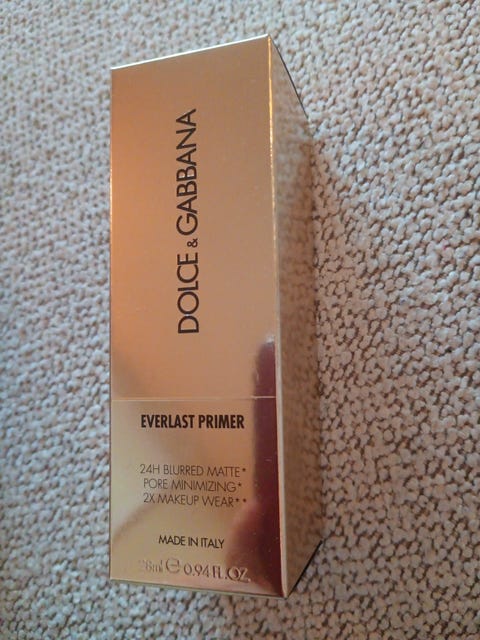 DOLCE & GABBANA
EVERLAST PRIMER
24H BLURRED MATTE*
PORE MINIMIZING*
2X MAKEUP WEAR**
MADE IN ITALY
28ml ℮ 0.94 FL.OZ.